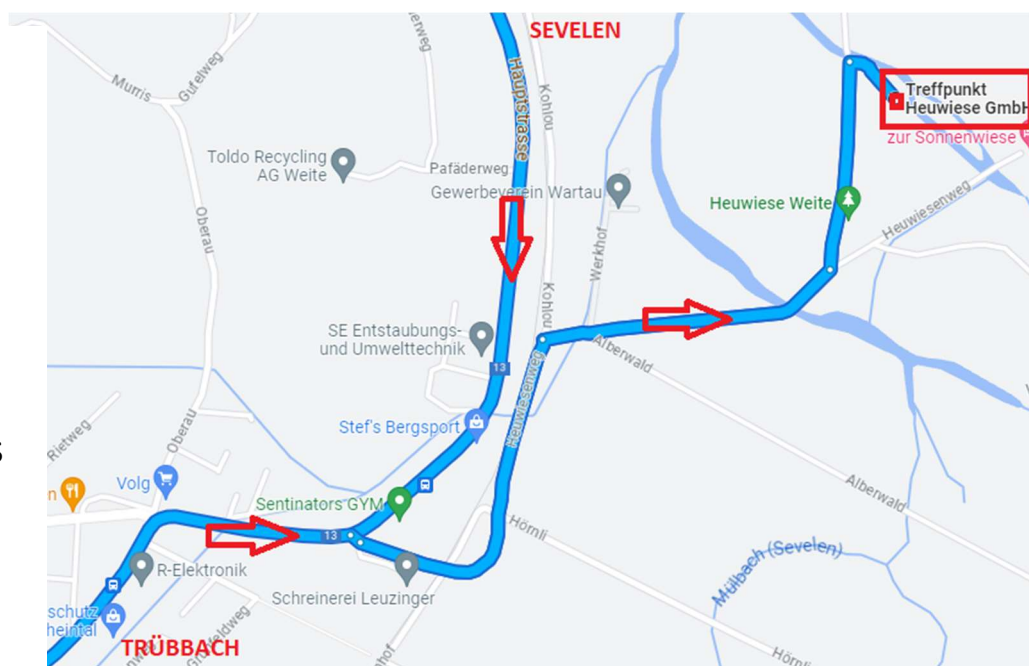 SEVELEN
Hauptstrasse
Kohlou
Murris
Gufelweg
Treffpunkt
Heuwiese GmbH
zur Sonnenwiese
Toldo Recycling
AG Weite
Pafäderweg
Gewerbeverein Wartau
Heuwiese Weite
Heuwiesenweg
Oberau
Werkhof
Kohlou
SE Entstaubungs-
und Umwelttechnik
Alberwald
13
Heuwiesenweg
Stef's Bergsport
Rietweg
Oberau
Volg
Sentinators GYM
Alberwald
Hörnli
13
R-Elektronik
Mülbach (Sevelen)
Schreinerei Leuzinger
TRÜBBACH
Hörnli